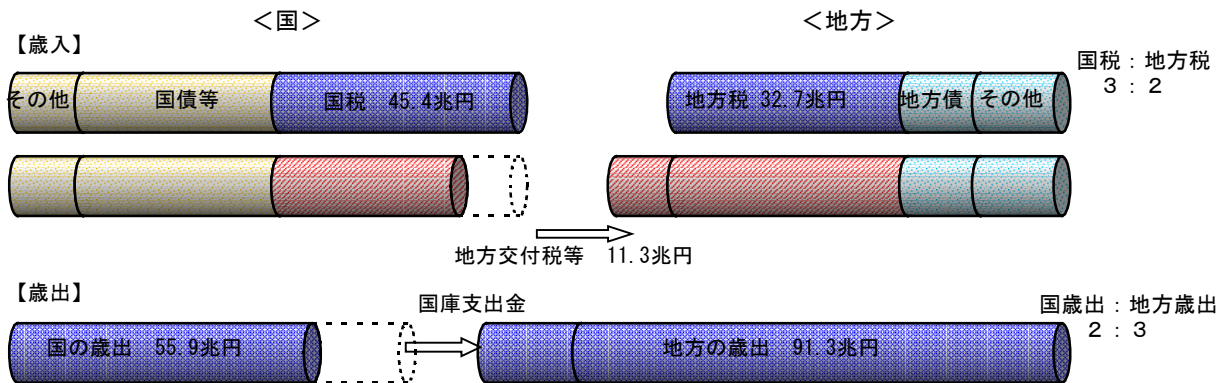 ＜国＞
＜地方＞
【歳入】
国税：地方税
3 : 2
その他
国債等
国税　45.4兆円
地方税 32.7兆円
地方債
その他
地方交付税等　11.3兆円
【歳出】
国庫支出金
国歳出：地方歳出
2 : 3
国の歳出　55.9兆円
地方の歳出　91.3兆円